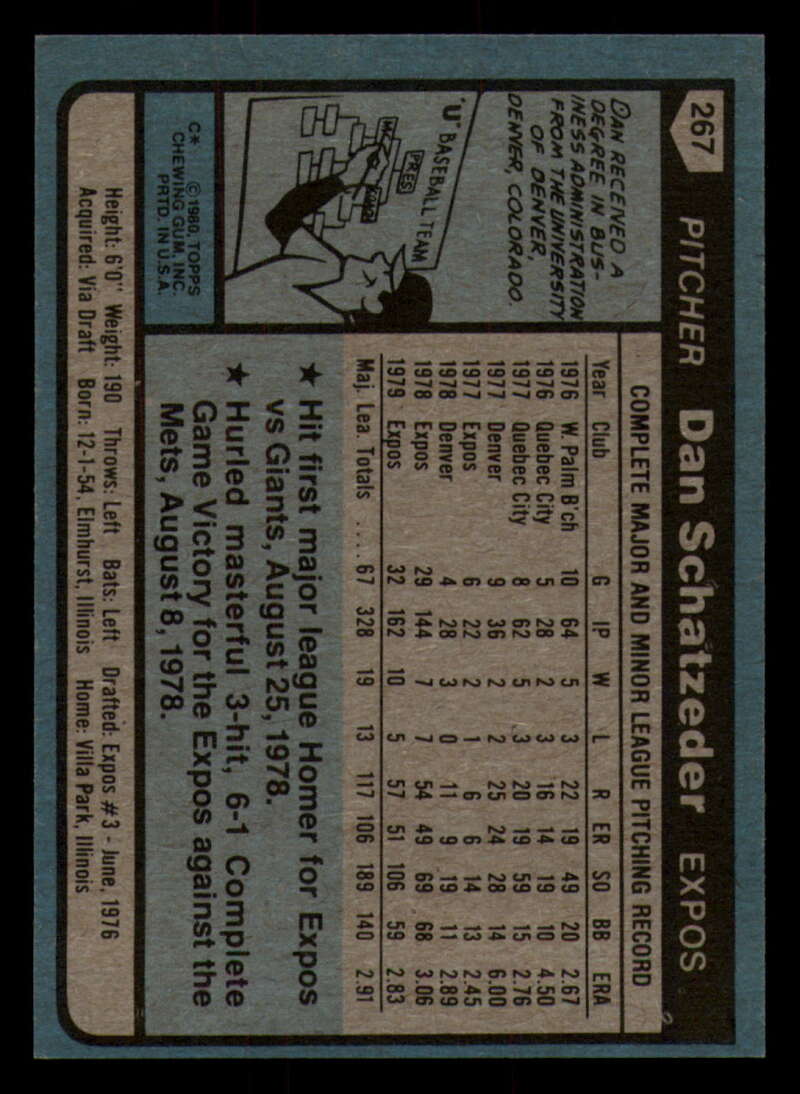 267
PITCHER Dan Schatzeder EXPOS
DAN RECEIVED A
DEGREE IN BUS-
INESS ADMINISTRATION
FROM THE UNIVERSITY
OF DENVER,
DENVER, COLORADO.
"U" BASEBALL TEAM
PRES
C* ©1980, TOPPS
CHEWING GUM, INC.
PRTD. IN U.S.A.
COMPLETE MAJOR AND MINOR LEAGUE PITCHING RECORD
Year Club G IP W L R ER SO BB ERA
1976 W. Palm B'ch 10 64 5 3 22 19 49 20 2.67
1976 Quebec City 5 28 2 3 16 14 19 10 4.50
1977 Quebec City 8 62 5 3 20 19 59 15 2.76
1977 Denver 9 36 2 2 25 24 28 14 6.00
1977 Expos 6 22 2 1 6 6 14 13 2.45
1978 Denver 4 28 3 0 11 9 19 11 2.89
1978 Expos 29 144 7 7 54 49 69 68 3.06
1979 Expos 32 162 10 5 57 51 106 59 2.83
Maj. Lea. Totals .... 67 328 19 13 117 106 189 140 2.91
★ Hit first major league Homer for Expos
vs Giants, August 25, 1978.
★ Hurled masterful 3-hit, 6-1 Complete
Game Victory for the Expos against the
Mets, August 8, 1978.
Height: 6'0" Weight: 190 Throws: Left Bats: Left Drafted: Expos #3 - June, 1976
Acquired: Via Draft Born: 12-1-54, Elmhurst, Illinois Home: Villa Park, Illinois